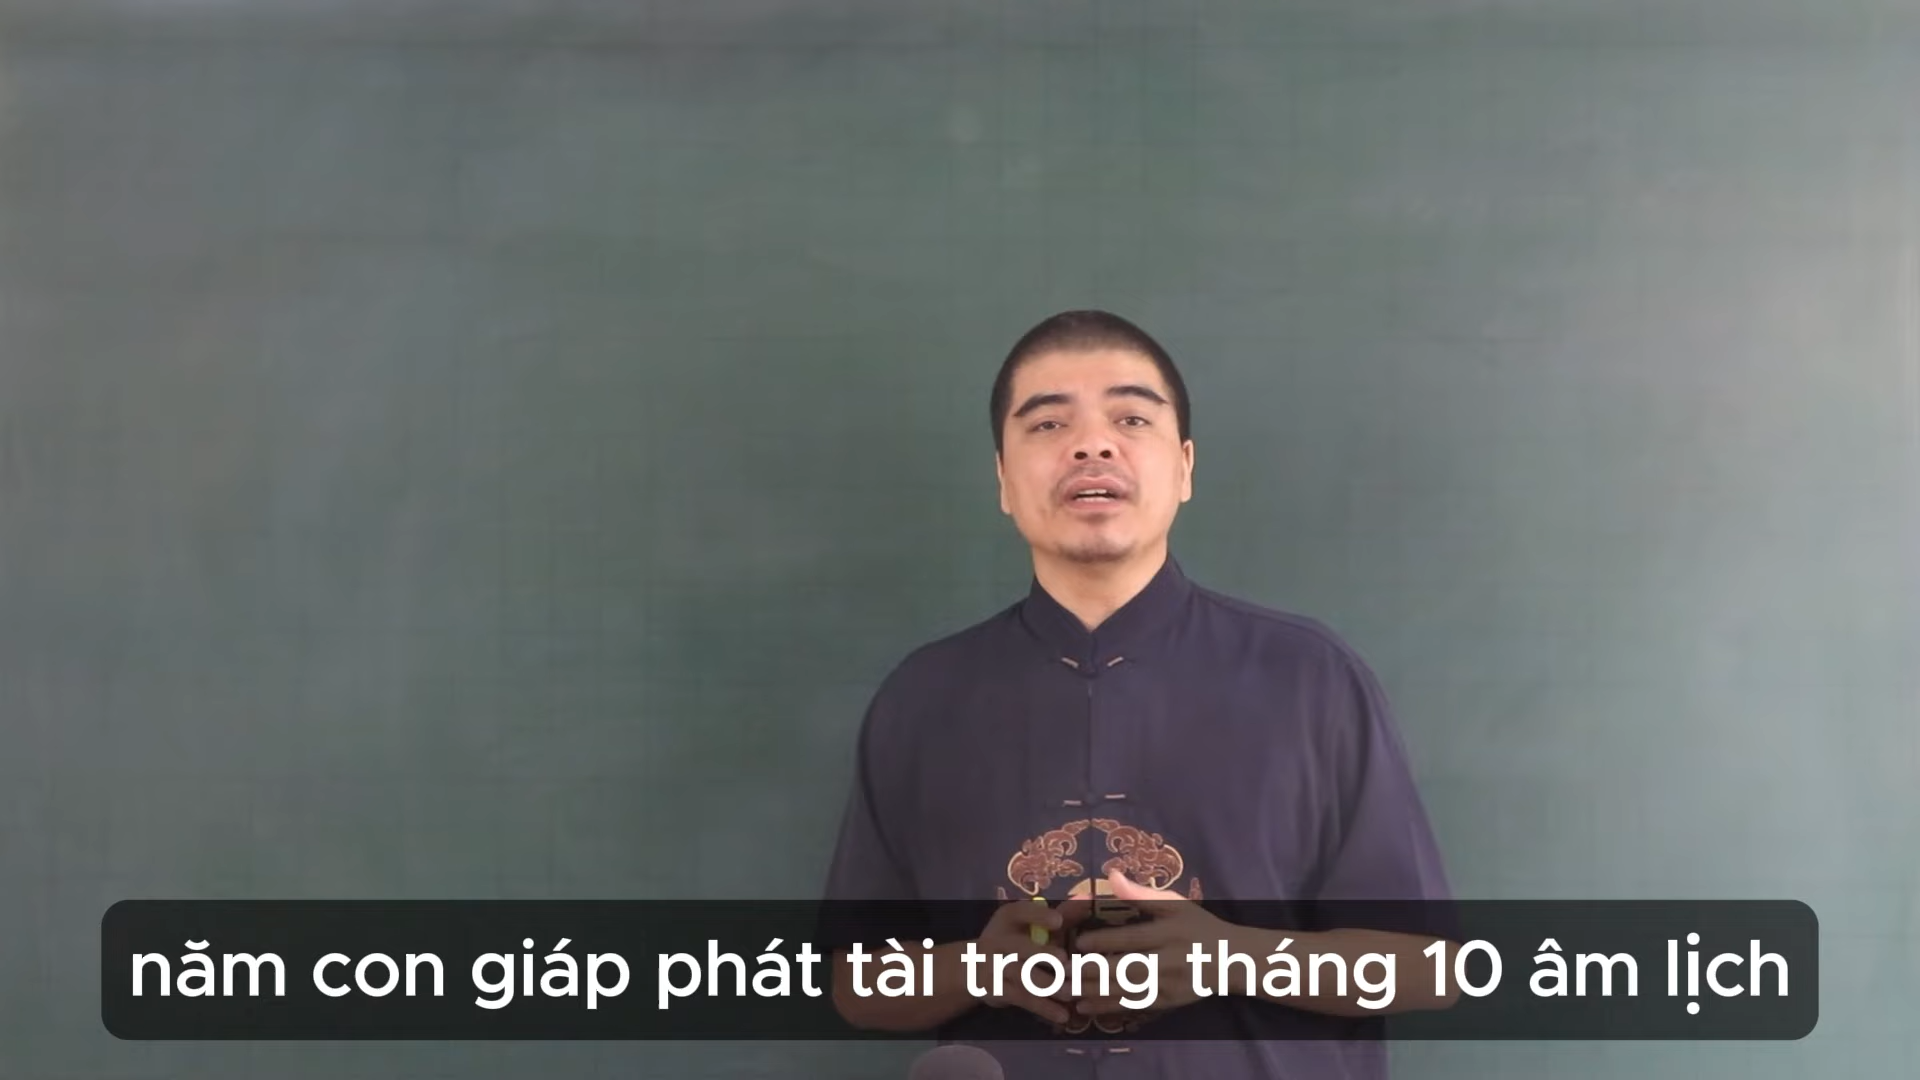 năm con giáp phát tài trong tháng 10 âm lịch